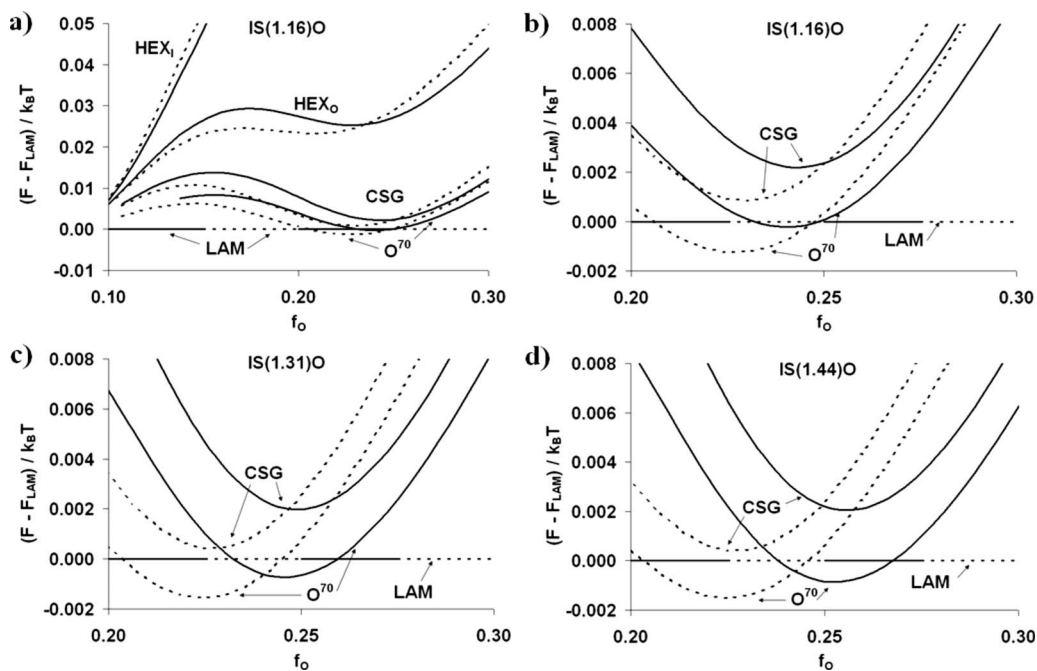 a)
IS(1.16)O
0.05
0.04
0.03
0.02
0.01
0.00
-0.01
(F - F_LAM) / k_BT
HEX_I
HEX_O
CSG
LAM
O^70
0.10
0.20
0.30
f_O
b)
IS(1.16)O
0.008
0.006
0.004
0.002
0.000
-0.002
(F - F_LAM) / k_BT
CSG
O^70
LAM
0.20
0.25
0.30
f_O
c)
IS(1.31)O
0.008
0.006
0.004
0.002
0.000
-0.002
(F - F_LAM) / k_BT
CSG
O^70
LAM
0.20
0.25
0.30
f_O
d)
IS(1.44)O
0.008
0.006
0.004
0.002
0.000
-0.002
(F - F_LAM) / k_BT
CSG
O^70
LAM
0.20
0.25
0.30
f_O